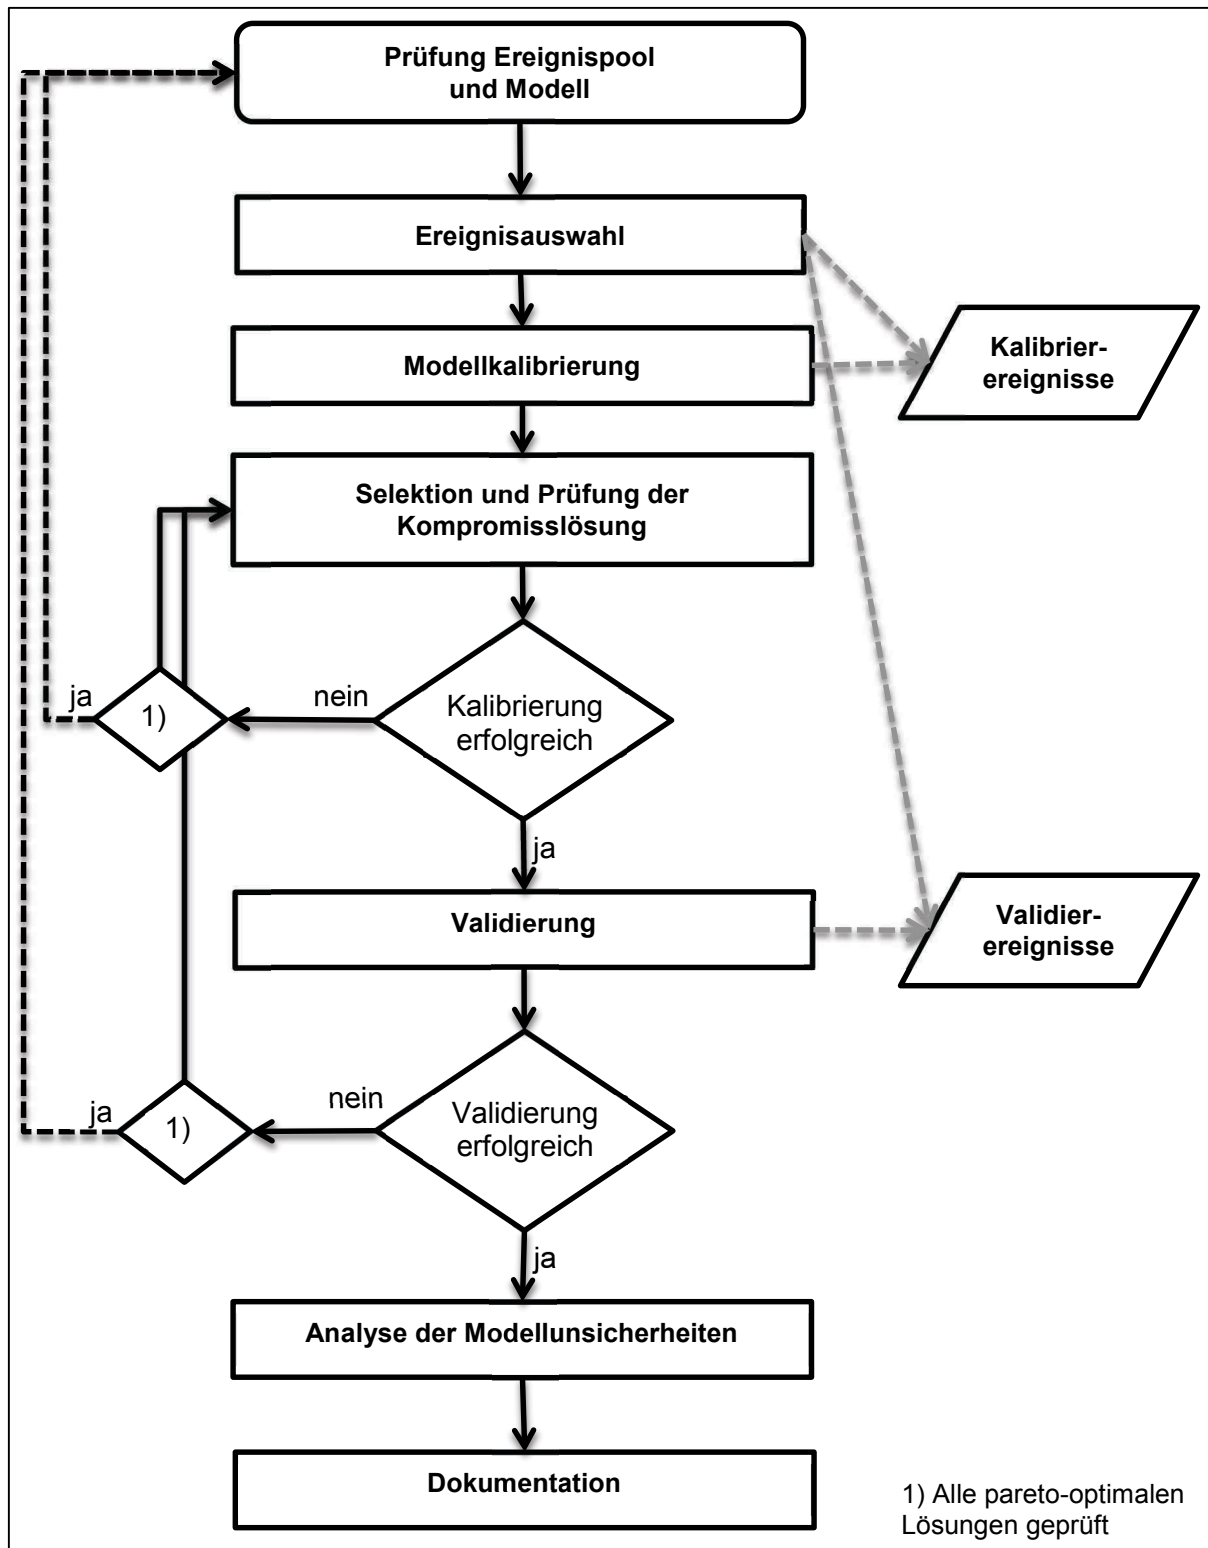 Prüfung Ereignispool
und Modell
Ereignisauswahl
Modellkalibrierung
Kalibrier-
ereignisse
Selektion und Prüfung der
Kompromisslösung
ja
1)
nein
Kalibrierung
erfolgreich
ja
Validierung
Validier-
ereignisse
ja
1)
nein
Validierung
erfolgreich
ja
Analyse der Modellunsicherheiten
Dokumentation
1) Alle pareto-optimalen
Lösungen geprüft